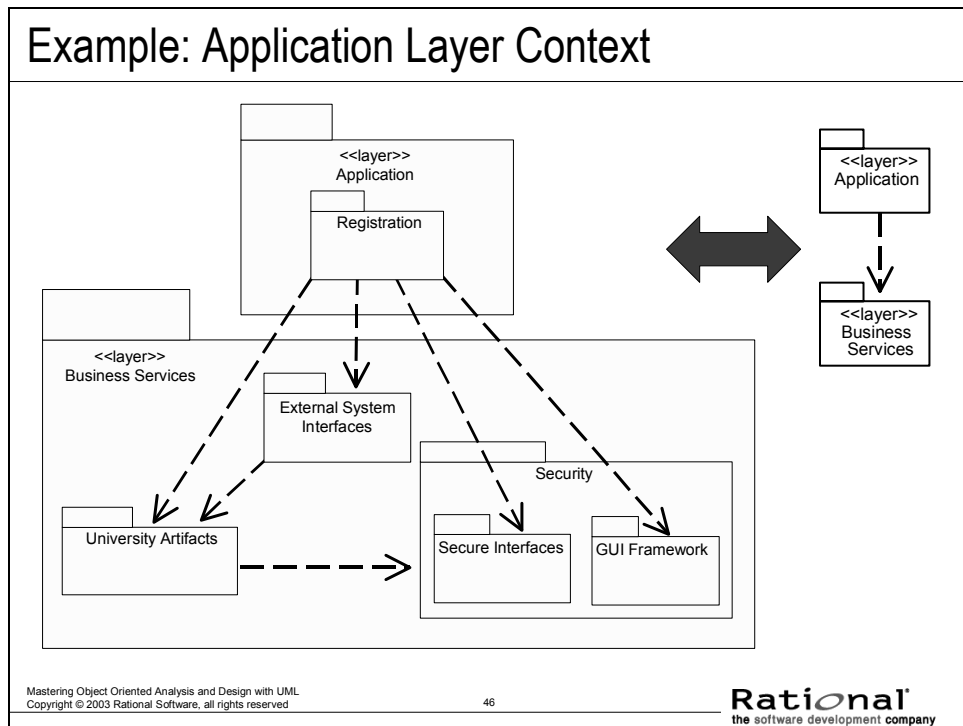 Example: Application Layer Context
<<layer>>
Application
Registration
<<layer>>
Business Services
External System
Interfaces
Security
University Artifacts
Secure Interfaces
GUI Framework
<<layer>>
Application
<<layer>>
Business
Services
Mastering Object Oriented Analysis and Design with UML
Copyright © 2003 Rational Software, all rights reserved
46
Rational
the software development company